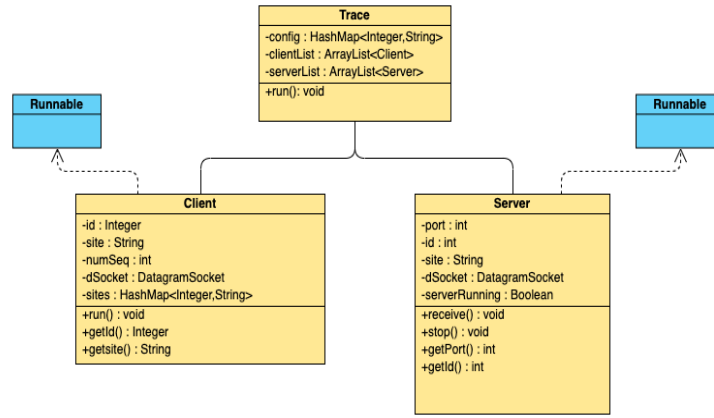 Trace
-config : HashMap<Integer,String>
-clientList : ArrayList<Client>
-serverList : ArrayList<Server>
+run(): void
Runnable
Runnable
Client
-id : Integer
-site : String
-numSeq : int
-dSocket : DatagramSocket
-sites : HashMap<Integer,String>
+run() : void
+getId() : Integer
+getsite() : String
Server
-port : int
-id : int
-site : String
-dSocket : DatagramSocket
-serverRunning : Boolean
+receive() : void
+stop() : void
+getPort() : int
+getId() : int